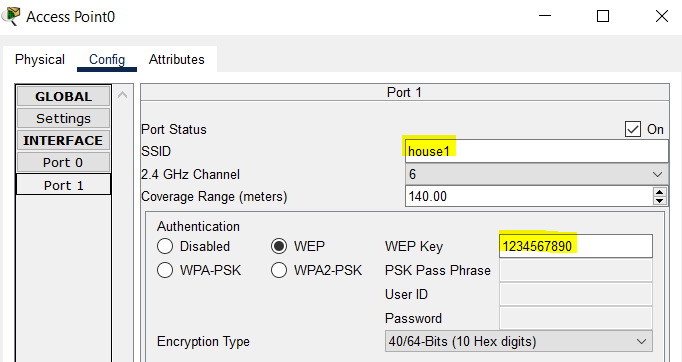 Access Point0
Physical Config Attributes
GLOBAL
Settings
INTERFACE
Port 0
Port 1
Port 1
Port Status On
SSID house1
2.4 GHz Channel 6
Coverage Range (meters) 140.00
Authentication
Disabled WEP WEP Key 1234567890
WPA-PSK WPA2-PSK PSK Pass Phrase
User ID
Password
Encryption Type 40/64-Bits (10 Hex digits)